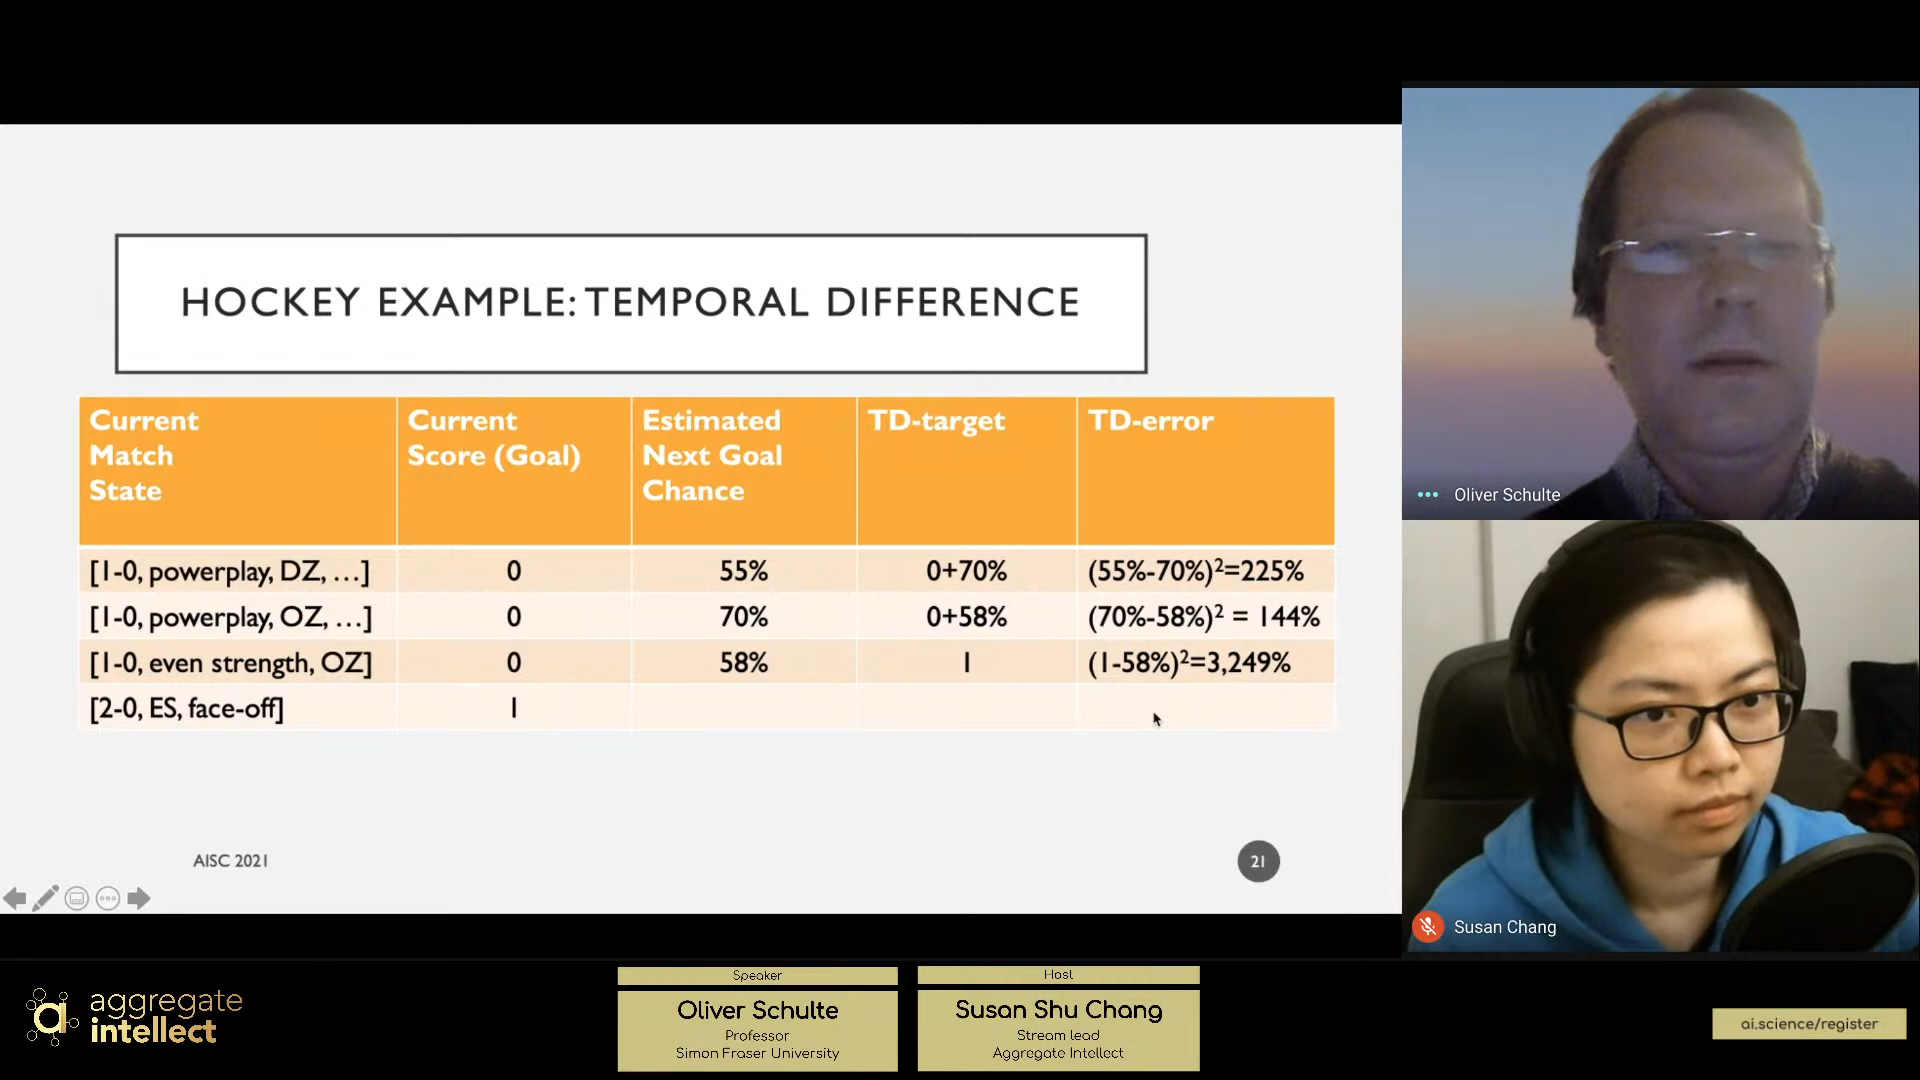 HOCKEY EXAMPLE: TEMPORAL DIFFERENCE
Current Match State
Current Score (Goal)
Estimated Next Goal Chance
TD-target
TD-error
[1-0, powerplay, DZ, …]
0
55%
0+70%
(55%-70%)²=225%
[1-0, powerplay, OZ, …]
0
70%
0+58%
(70%-58%)² = 144%
[1-0, even strength, OZ]
0
58%
1
(1-58%)²=3,249%
[2-0, ES, face-off]
1
AISC 2021
21
Oliver Schulte
Susan Chang
aggregate
intellect
Speaker
Oliver Schulte
Professor
Simon Fraser University
Host
Susan Shu Chang
Stream lead
Aggregate Intellect
ai.science/register